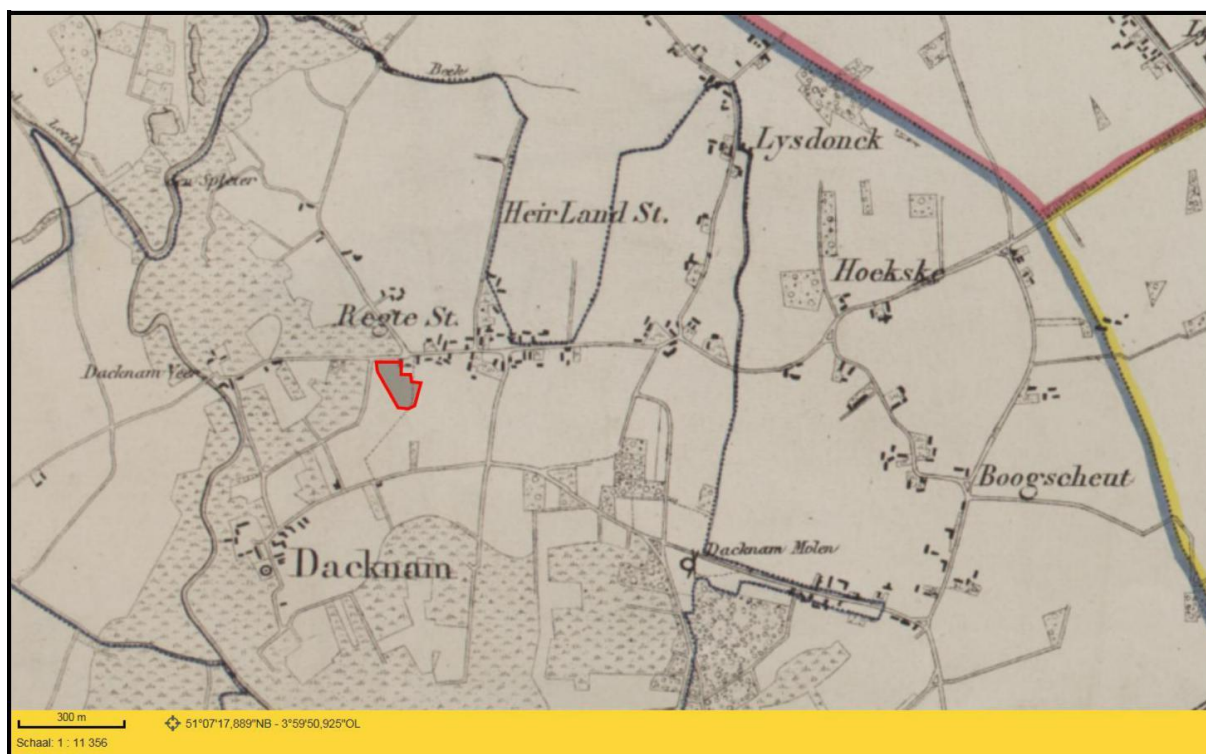 Beek
Lysdonck
Heir Land St.
Hoekske
Regte St.
Dacknam Veer
Boogscheut
Dacknam Molen
Dacknam
300 m
51°07'17,889"NB - 3°59'50,925"OL
Schaal: 1 : 11 356